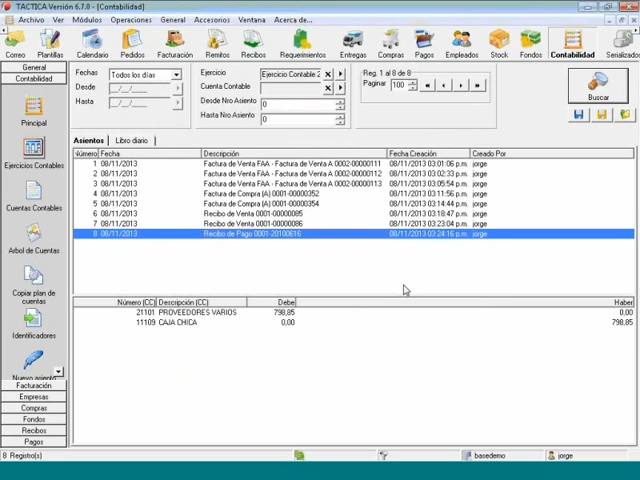 TACTICA Versión 6.7.0 - [Contabilidad]
Archivo Ver Módulos Operaciones General Accesorios Ventana Acerca de...
Correo Plantillas Calendario Pedidos Facturación Remitos Recibos Requerimientos Entregas Compras Pagos Empleados Stock Fondos Contabilidad Serializados
General
Contabilidad
Principal
Ejercicios Contables
Cuentas Contables
Arbol de Cuentas
Copiar plan de
cuentas
Identificadores
Nuevo asiento
Facturación
Empresas
Compras
Fondos
Recibos
Pagos
Fechas Todos los días
Desde __/__/____
Hasta __/__/____
Ejercicio Ejercicio Contable 2
Cuenta Contable
Desde Nro Asiento 0
Hasta Nro Asiento 0
Reg. 1 al 8 de 8
Paginar 100
Buscar
Asientos Libro diario
Número Fecha Descripción Fecha Creación Creado Por
1 08/11/2013 Factura de Venta FAA - Factura de Venta A 0002-00000111 08/11/2013 03:01:06 p.m. jorge
2 08/11/2013 Factura de Venta FAA - Factura de Venta A 0002-00000112 08/11/2013 03:02:33 p.m. jorge
3 08/11/2013 Factura de Venta FAA - Factura de Venta A 0002-00000113 08/11/2013 03:05:54 p.m. jorge
4 08/11/2013 Factura de Compra (A) 0001-00000352 08/11/2013 03:11:56 p.m. jorge
5 08/11/2013 Factura de Compra (A) 0001-00000354 08/11/2013 03:14:44 p.m. jorge
6 08/11/2013 Recibo de Venta 0001-00000085 08/11/2013 03:18:47 p.m. jorge
7 08/11/2013 Recibo de Venta 0001-00000086 08/11/2013 03:23:04 p.m. jorge
8 08/11/2013 Recibo de Pago 0001-20100616 08/11/2013 03:24:16 p.m. jorge
Número (CC) Descripción (CC) Debe Haber
21101 PROVEEDORES VARIOS 798,85 0,00
11109 CAJA CHICA 0,00 798,85
8 Registro(s) basedemo jorge